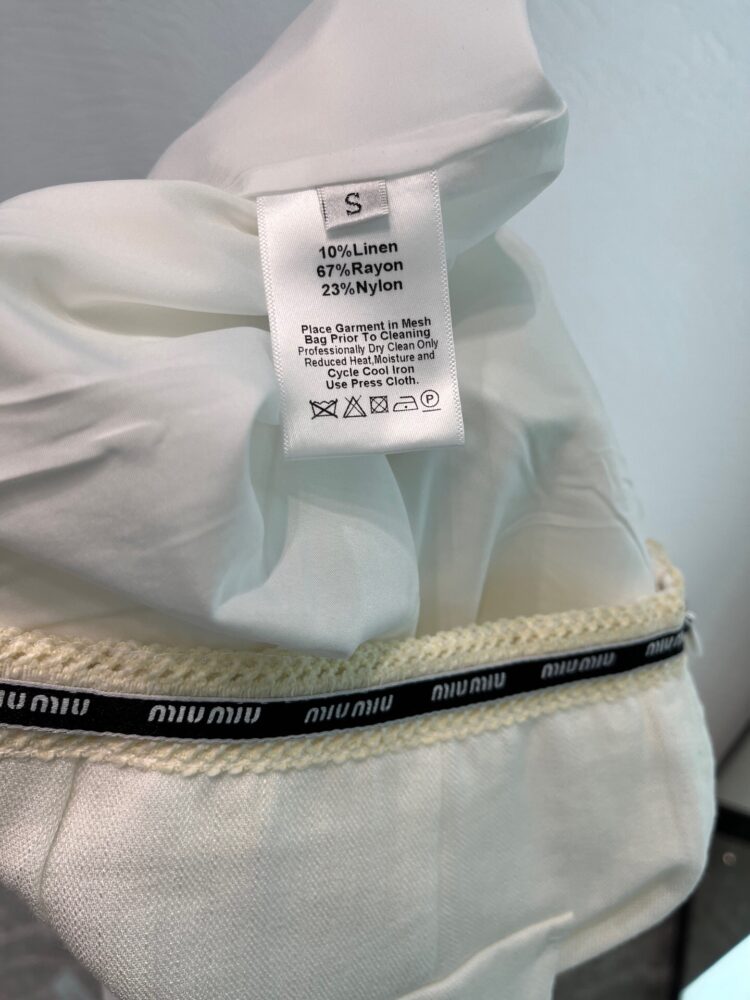 S
10%Linen
67%Rayon
23%Nylon
Place Garment in Mesh
Bag Prior To Cleaning
Professionally Dry Clean Only
Reduced Heat,Moisture and
Cycle Cool Iron
Use Press Cloth.
P
miu miu miu miu miu miu miu miu miu